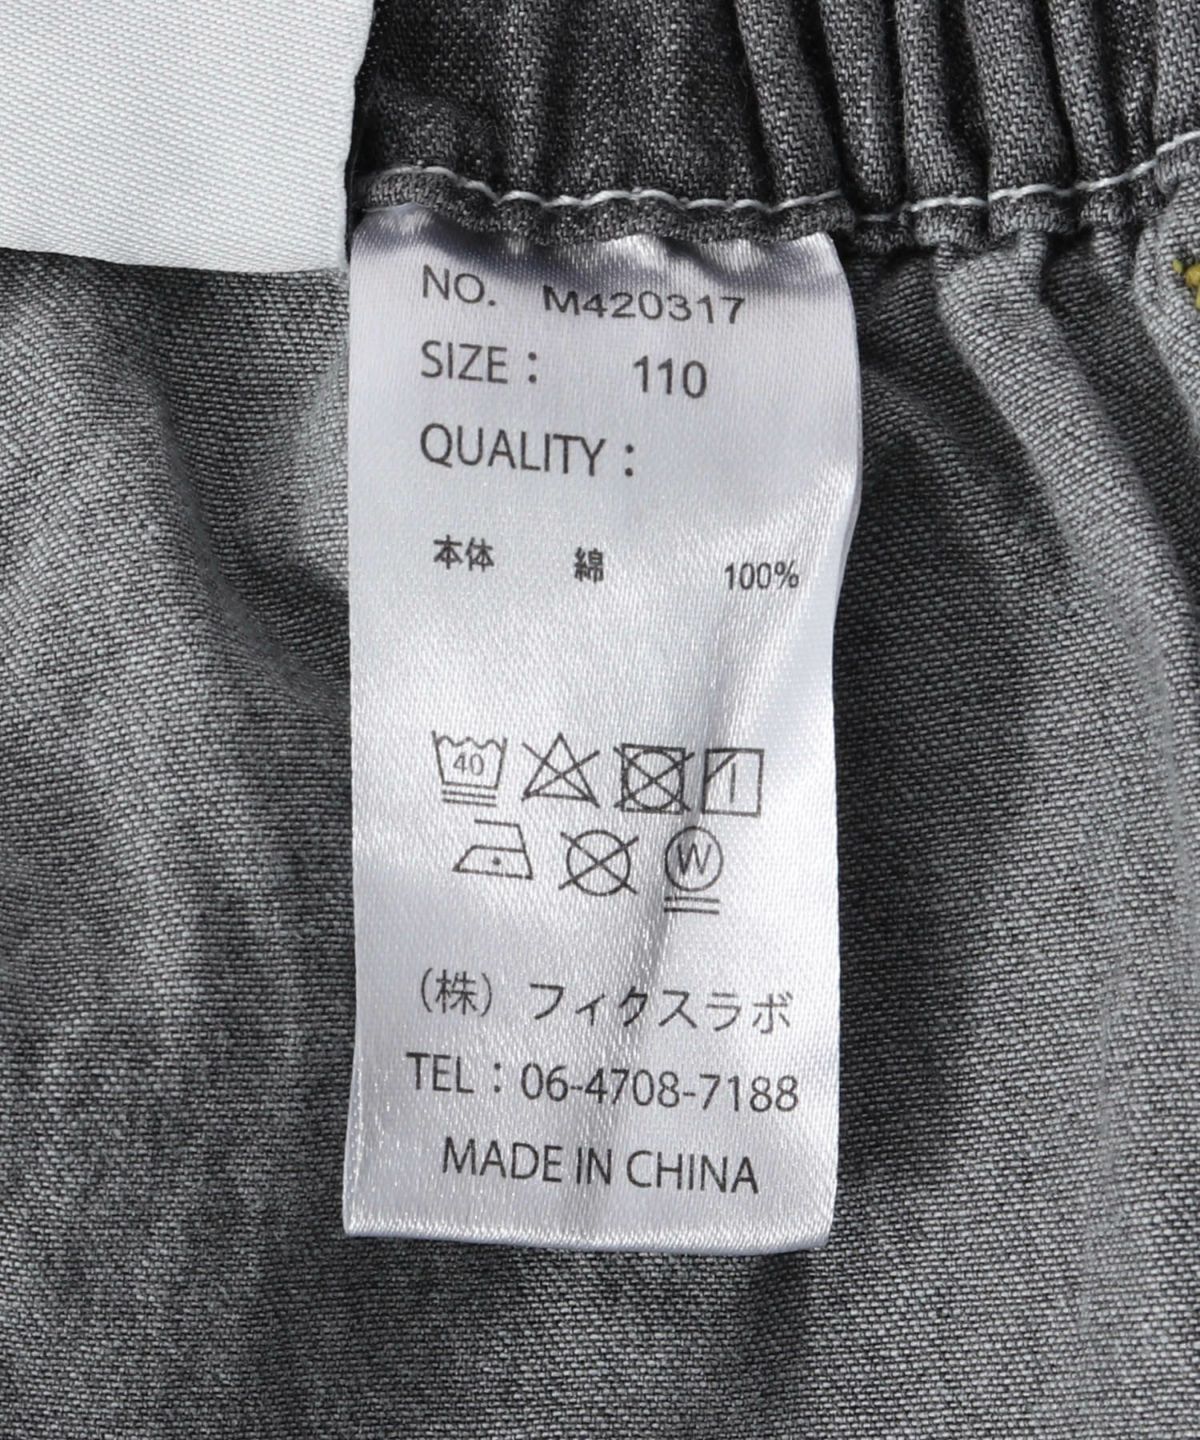 NO. M420317
SIZE： 110
QUALITY：
本体 綿 100%
40
W
（株）フィクスラボ
TEL：06-4708-7188
MADE IN CHINA